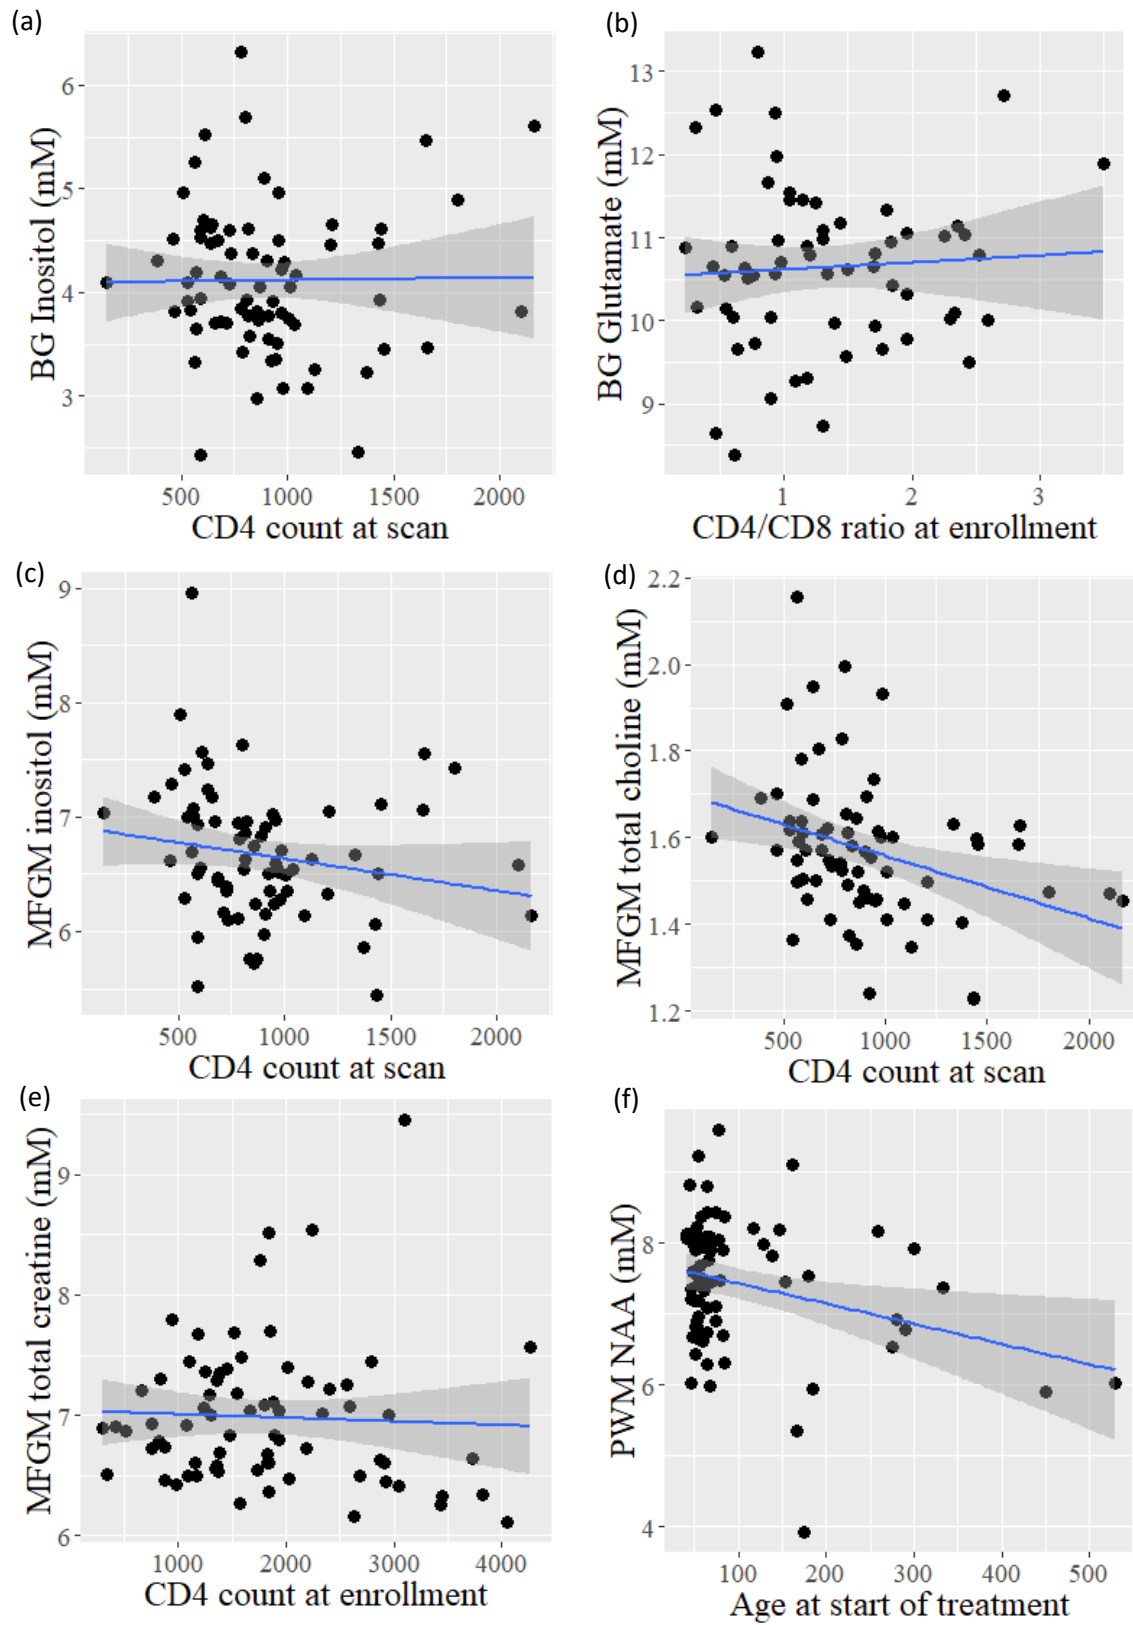 (a)
6
5
4
3
BG Inositol (mM)
500 1000 1500 2000
CD4 count at scan
(b)
13
12
11
10
9
BG Glutamate (mM)
1 2 3
CD4/CD8 ratio at enrollment
(c)
9
8
7
6
MFGM inositol (mM)
500 1000 1500 2000
CD4 count at scan
(d)
2.2
2.0
1.8
1.6
1.4
1.2
MFGM total choline (mM)
500 1000 1500 2000
CD4 count at scan
(e)
9
8
7
6
MFGM total creatine (mM)
1000 2000 3000 4000
CD4 count at enrollment
(f)
8
6
4
PWM NAA (mM)
100 200 300 400 500
Age at start of treatment